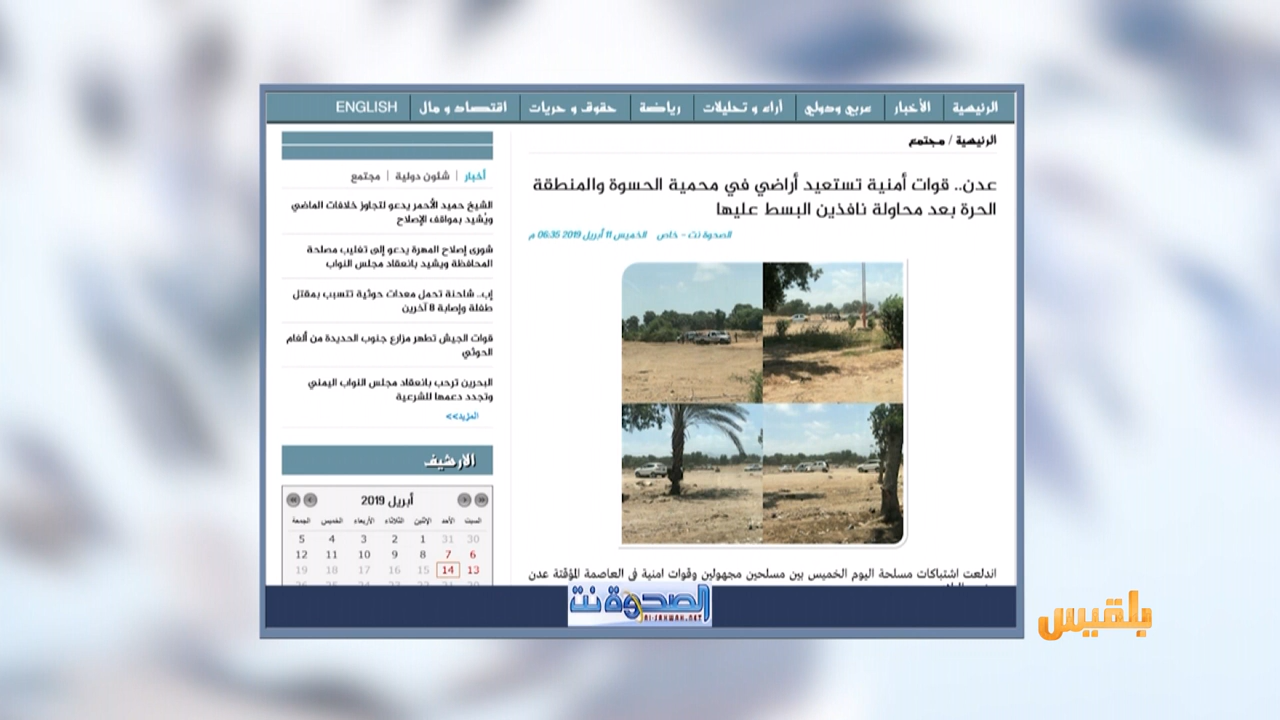 الرئيسية الأخبار عربي ودولي آراء و تحليلات رياضة حقوق و حريات اقتصاد و مال ENGLISH
الرئيسية / مجتمع
عدن.. قوات أمنية تستعيد أراضي في محمية الحسوة والمنطقة
الحرة بعد محاولة نافذين البسط عليها
الصحوة نت - خاص الخميس 11 أبريل 2019 06:35 م
اندلعت اشتباكات مسلحة اليوم الخميس بين مسلحين مجهولين وقوات امنية في العاصمة المؤقتة عدن
أخبار | شئون دولية | مجتمع
الشيخ حميد الأحمر يدعو لتجاوز خلافات الماضي
ويُشيد بمواقف الإصلاح
شورى إصلاح المهرة يدعو إلى تغليب مصلحة
المحافظة ويشيد بانعقاد مجلس النواب
إب.. شاحنة تحمل معدات حوثية تتسبب بمقتل
طفلة وإصابة 8 آخرين
قوات الجيش تطهر مزارع جنوب الحديدة من ألغام
الحوثي
البحرين ترحب بانعقاد مجلس النواب اليمني
وتجدد دعمها للشرعية
المزيد>>
الارشيف
أبريل 2019
السبت الأحد الإثنين الثلاثاء الأربعاء الخميس الجمعة
30 31 1 2 3 4 5
6 7 8 9 10 11 12
13 14 15 16 17 18 19
الصحوة نت
Al-SAHWAH.NET
بلقيس